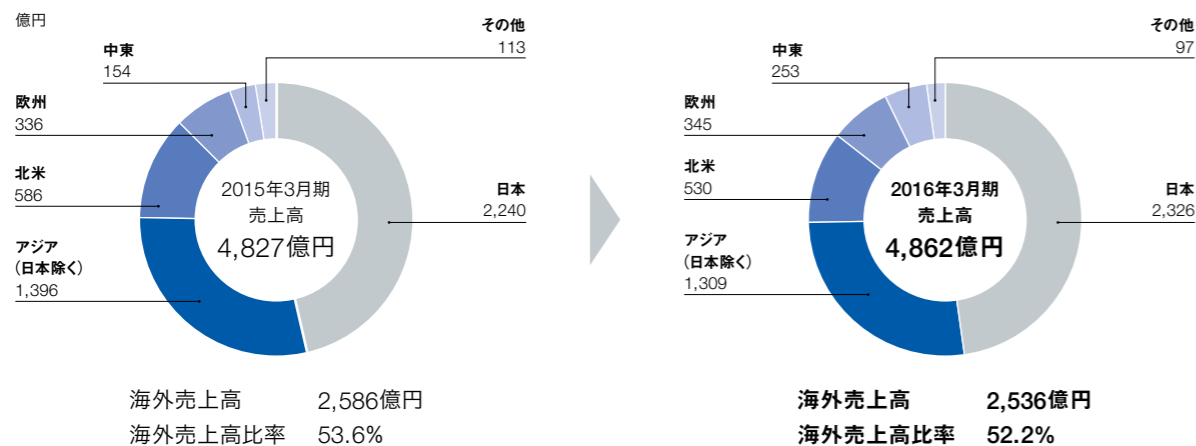 億円
その他
113
中東
154
欧州
336
北米
586
アジア
(日本除く)
1,396
日本
2,240
2015年3月期
売上高
4,827億円
海外売上高 2,586億円
海外売上高比率 53.6%
その他
97
中東
253
欧州
345
北米
530
アジア
(日本除く)
1,309
日本
2,326
2016年3月期
売上高
4,862億円
海外売上高 2,536億円
海外売上高比率 52.2%